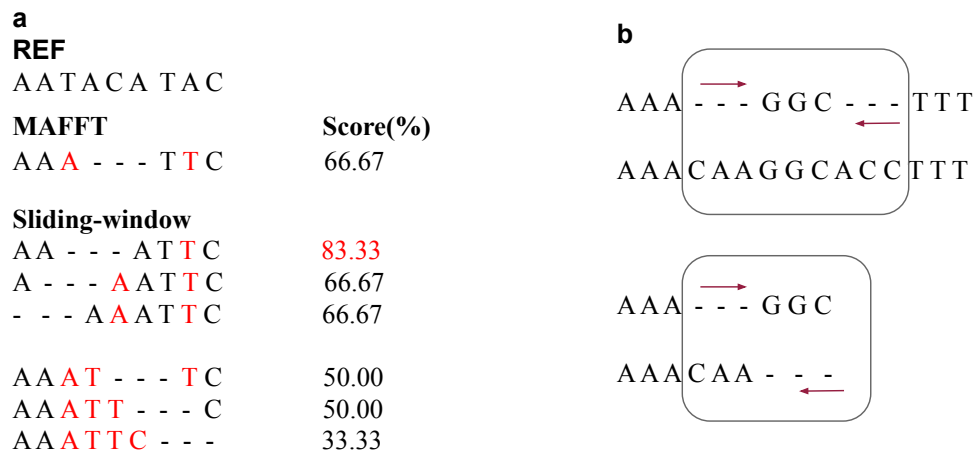 a
REF
A A T A C A T A C
MAFFT Score(%)
A A A - - - T T C 66.67
Sliding-window
A A - - - A T T C 83.33
A - - - A A T T C 66.67
- - - A A A T T C 66.67
A A A T - - - T C 50.00
A A A T T - - - C 50.00
A A A T T C - - - 33.33
b
A A A - - - G G C - - - T T T
A A A C A A G G C A C C T T T
A A A - - - G G C
A A A C A A - - -